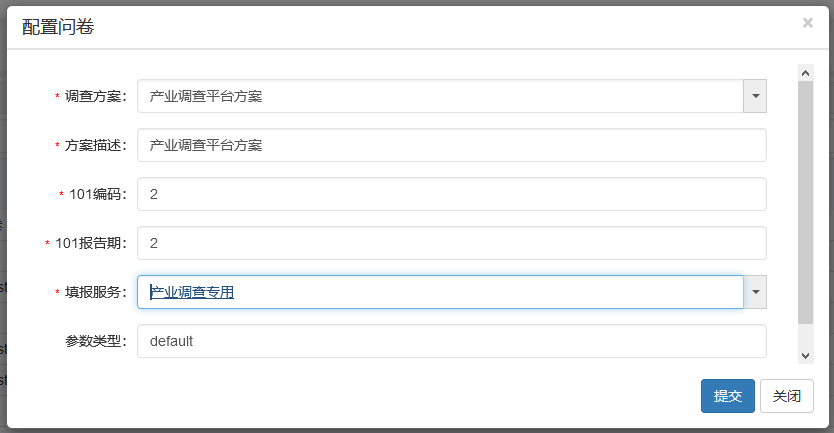 配置问卷
×
* 调查方案： 产业调查平台方案
* 方案描述： 产业调查平台方案
* 101编码： 2
* 101报告期： 2
* 填报服务： 产业调查专用
参数类型： default
提交 关闭
st
st
st